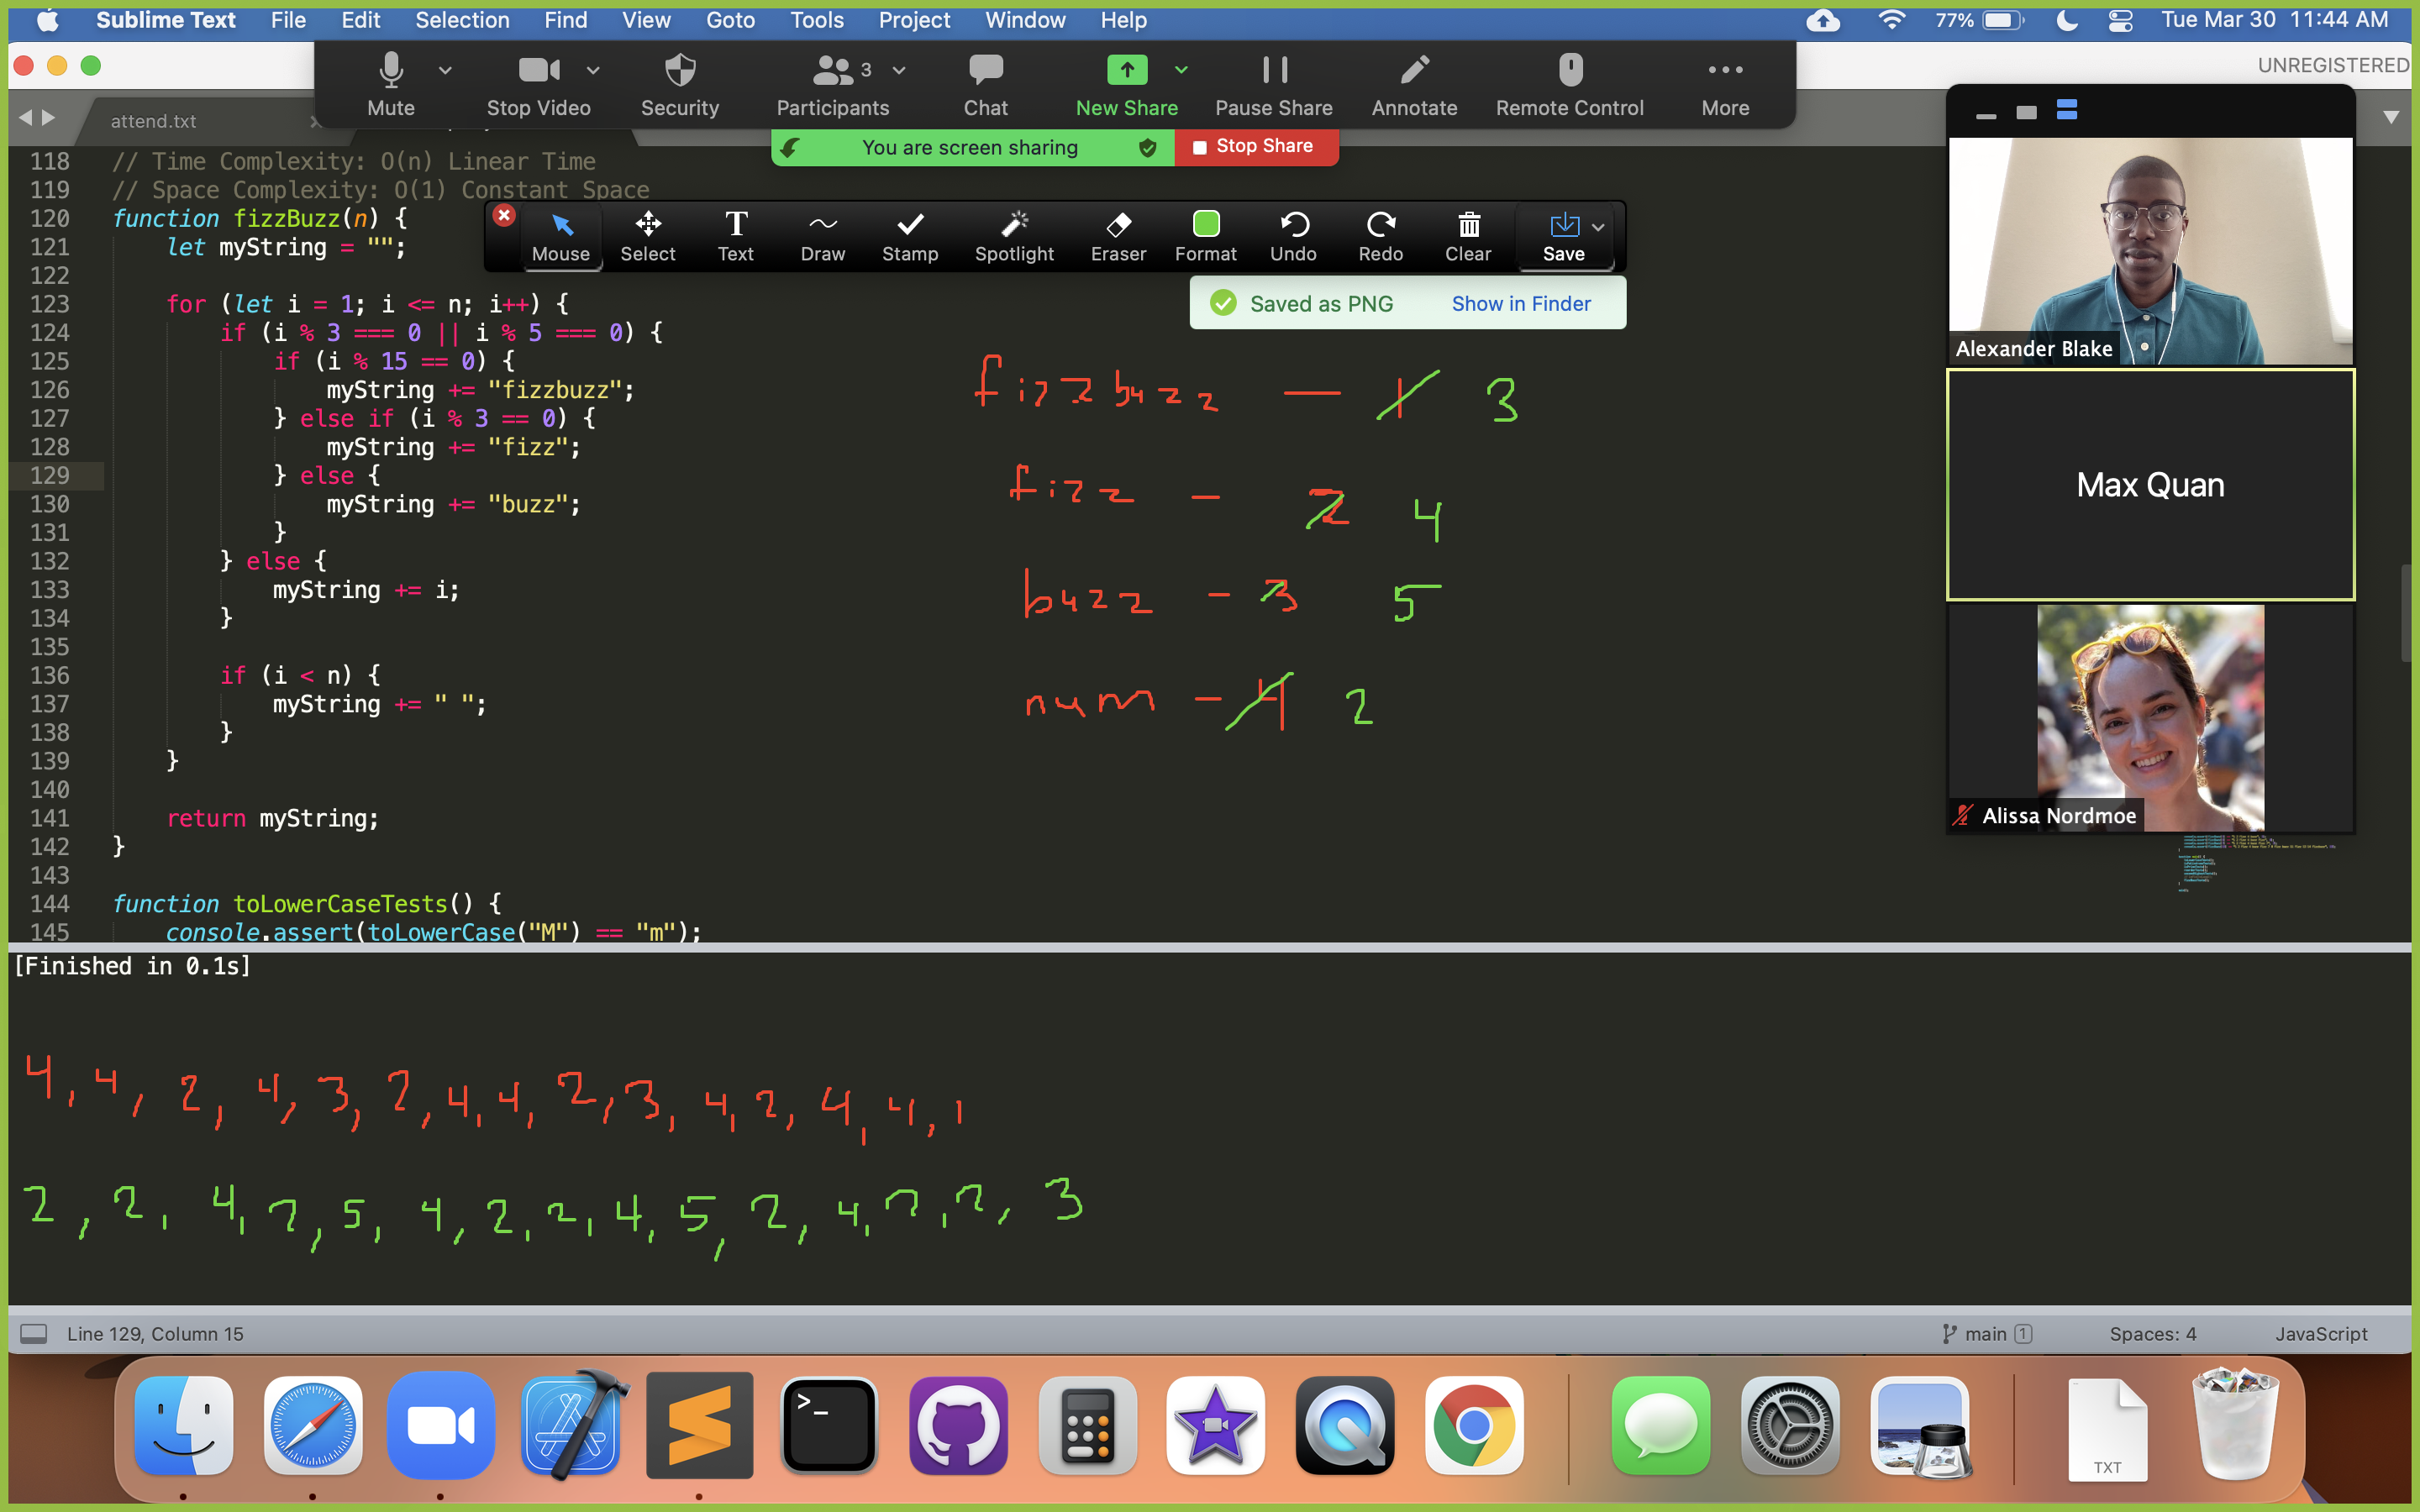 Sublime Text File Edit Selection Find View Goto Tools Project Window Help 77% Tue Mar 30 11:44 AM
UNREGISTERED
Mute Stop Video Security Participants 3 Chat New Share Pause Share Annotate Remote Control More
attend.txt
You are screen sharing Stop Share
Mouse Select Text Draw Stamp Spotlight Eraser Format Undo Redo Clear Save
Saved as PNG Show in Finder
118 // Time Complexity: O(n) Linear Time
119 // Space Complexity: O(1) Constant Space
120 function fizzBuzz(n) {
121 let myString = "";
122
123 for (let i = 1; i <= n; i++) {
124 if (i % 3 === 0 || i % 5 === 0) {
125 if (i % 15 == 0) {
126 myString += "fizzbuzz";
127 } else if (i % 3 == 0) {
128 myString += "fizz";
129 } else {
130 myString += "buzz";
131 }
132 } else {
133 myString += i;
134 }
135
136 if (i < n) {
137 myString += " ";
138 }
139 }
140
141 return myString;
142 }
143
144 function toLowerCaseTests() {
145 console.assert(toLowerCase("M") == "m");
fizzbuzz — 1 3
fizz - 2 4
buzz - 3 5
num - 4 2
Alexander Blake
Max Quan
Alissa Nordmoe
[Finished in 0.1s]
4, 4, 2, 4, 3, 2, 4, 4, 2, 3, 4, 2, 4, 4, 1
2, 2, 4, 2, 5, 4, 2, 2, 4, 5, 2, 4, 2, 2, 3
Line 129, Column 15 main 1 Spaces: 4 JavaScript
>_
TXT